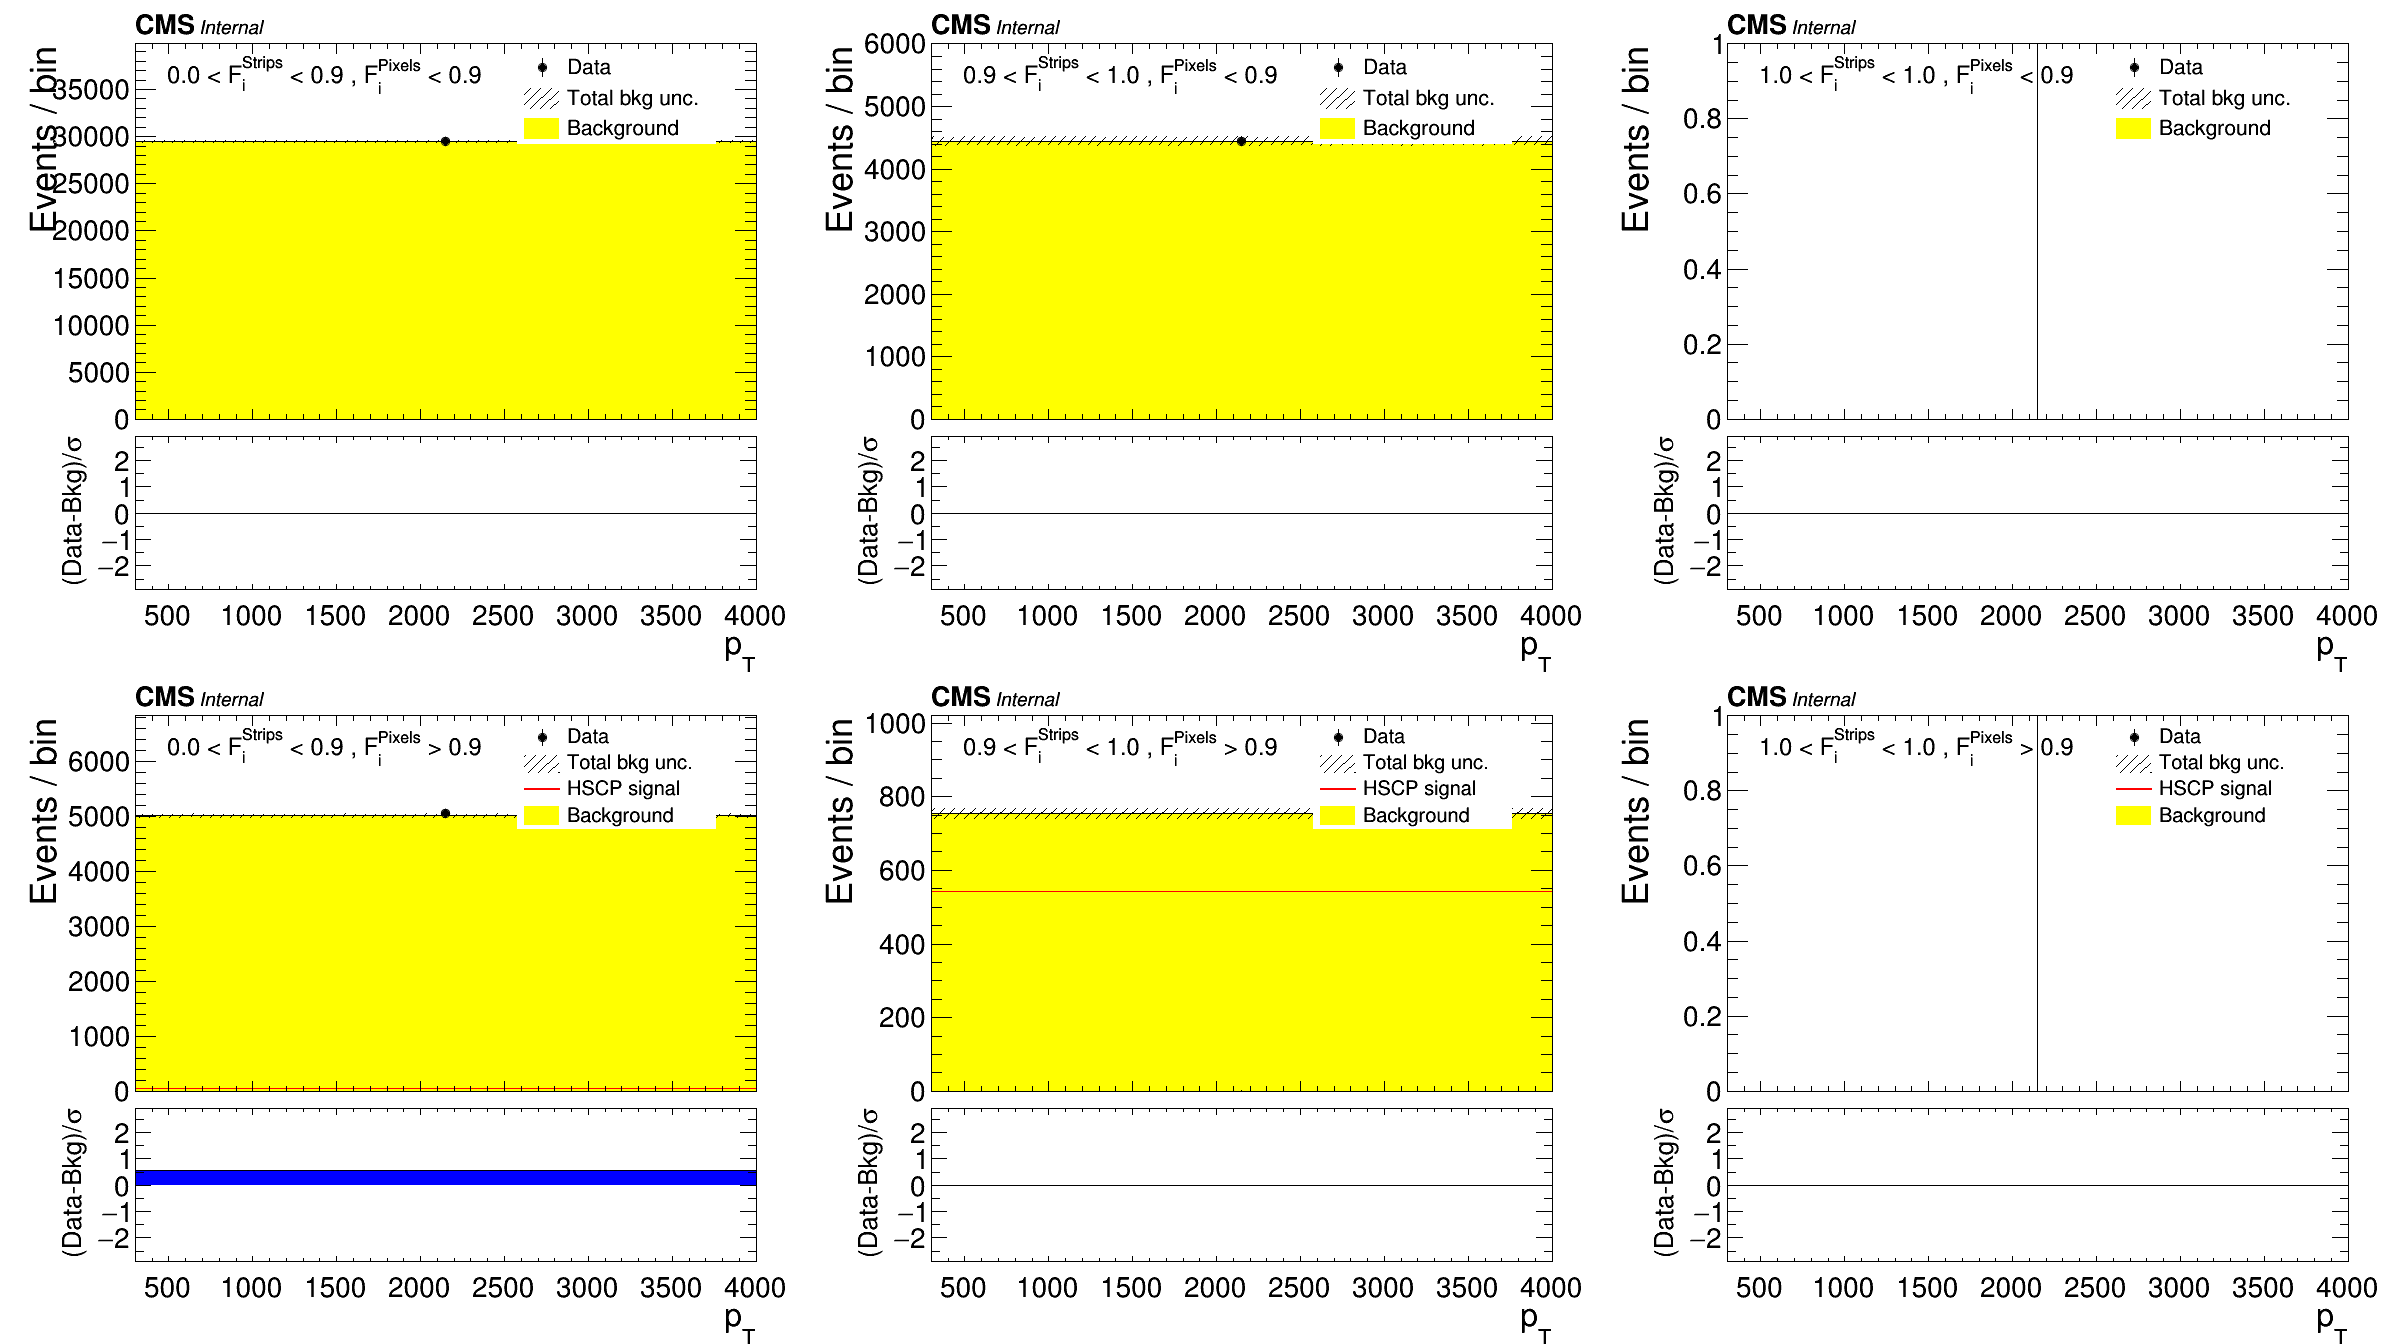 CMS Internal
Events / bin
0.0 < F_i^Strips < 0.9 , F_i^Pixels < 0.9
Data
Total bkg unc.
Background
35000
30000
25000
20000
15000
10000
5000
0
(Data-Bkg)/σ
2
1
0
−1
−2
500 1000 1500 2000 2500 3000 3500 4000
p_T
CMS Internal
Events / bin
0.9 < F_i^Strips < 1.0 , F_i^Pixels < 0.9
Data
Total bkg unc.
Background
6000
5000
4000
3000
2000
1000
0
(Data-Bkg)/σ
2
1
0
−1
−2
500 1000 1500 2000 2500 3000 3500 4000
p_T
CMS Internal
Events / bin
1.0 < F_i^Strips < 1.0 , F_i^Pixels < 0.9
Data
Total bkg unc.
Background
1
0.8
0.6
0.4
0.2
0
(Data-Bkg)/σ
2
1
0
−1
−2
500 1000 1500 2000 2500 3000 3500 4000
p_T
CMS Internal
Events / bin
0.0 < F_i^Strips < 0.9 , F_i^Pixels > 0.9
Data
Total bkg unc.
HSCP signal
Background
6000
5000
4000
3000
2000
1000
0
(Data-Bkg)/σ
2
1
0
−1
−2
500 1000 1500 2000 2500 3000 3500 4000
p_T
CMS Internal
Events / bin
0.9 < F_i^Strips < 1.0 , F_i^Pixels > 0.9
Data
Total bkg unc.
HSCP signal
Background
1000
800
600
400
200
0
(Data-Bkg)/σ
2
1
0
−1
−2
500 1000 1500 2000 2500 3000 3500 4000
p_T
CMS Internal
Events / bin
1.0 < F_i^Strips < 1.0 , F_i^Pixels > 0.9
Data
Total bkg unc.
HSCP signal
Background
1
0.8
0.6
0.4
0.2
0
(Data-Bkg)/σ
2
1
0
−1
−2
500 1000 1500 2000 2500 3000 3500 4000
p_T